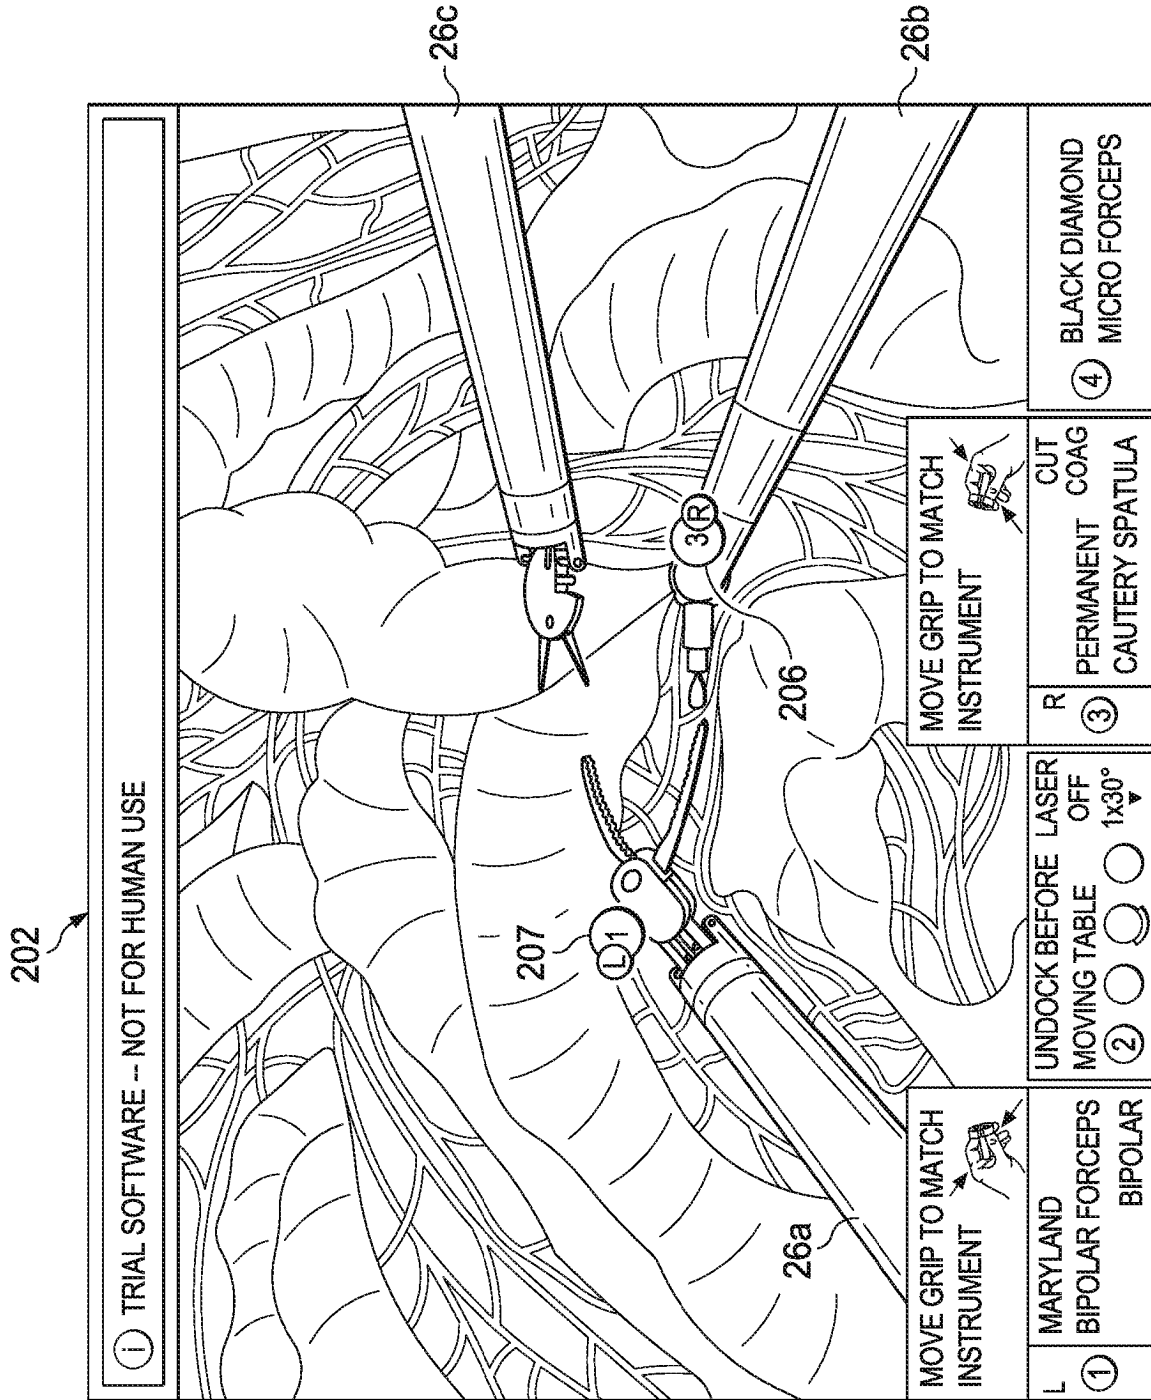 202
ⓘ TRIAL SOFTWARE -- NOT FOR HUMAN USE
26c
207
L 1
3 R
206
26a
26b
MOVE GRIP TO MATCH
INSTRUMENT
L
①
MARYLAND
BIPOLAR FORCEPS
BIPOLAR
UNDOCK BEFORE LASER
MOVING TABLE OFF
② 1x30°
MOVE GRIP TO MATCH
INSTRUMENT
R CUT
③ PERMANENT COAG
CAUTERY SPATULA
④ BLACK DIAMOND
MICRO FORCEPS